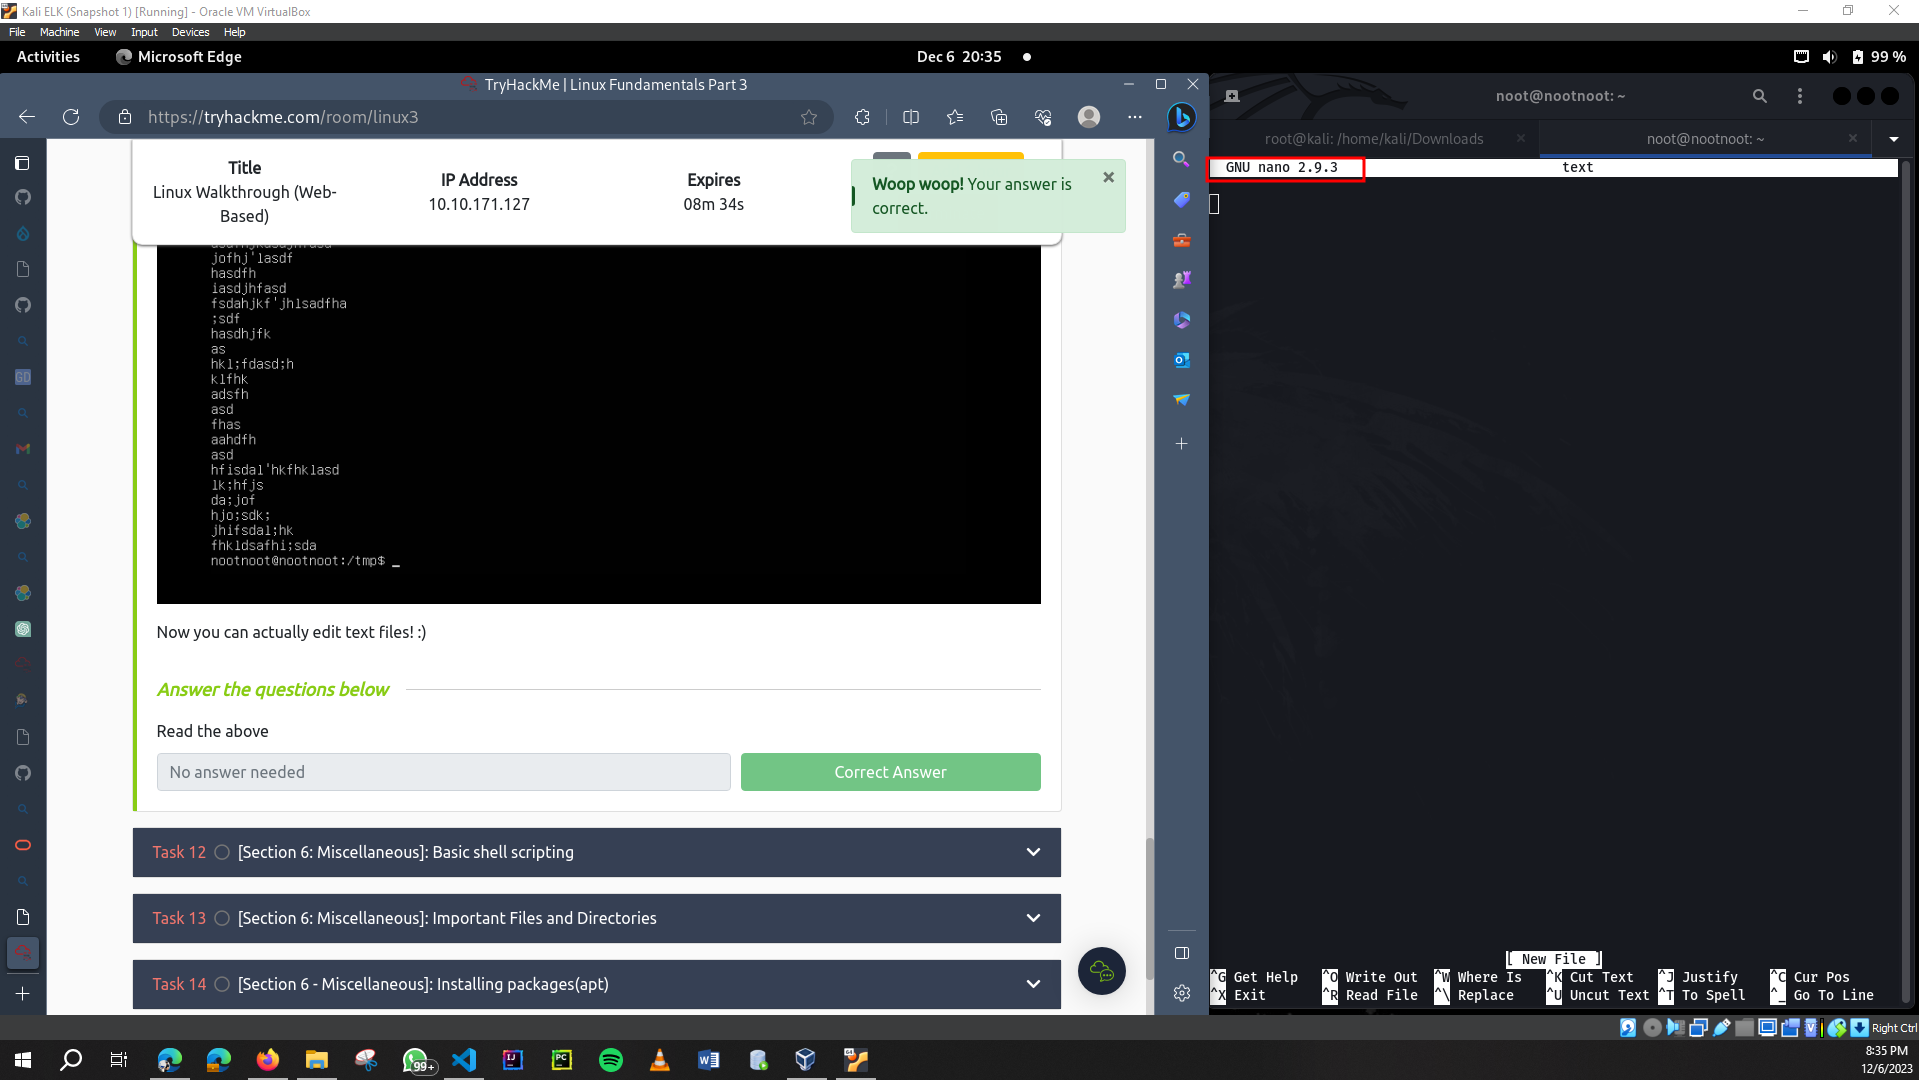 Kali ELK (Snapshot 1) [Running] - Oracle VM VirtualBox
File Machine View Input Devices Help
Activities Microsoft Edge Dec 6 20:35 99 %
TryHackMe | Linux Fundamentals Part 3
https://tryhackme.com/room/linux3
Title
Linux Walkthrough (Web-
Based)
IP Address
10.10.171.127
Expires
08m 34s
Woop woop! Your answer is
correct.
jofhj'lasdf
hasdfh
iasdjhfasd
fsdahjkf'jhlsadfha
;sdf
hasdhjfk
as
hkl;fdasd;h
klfhk
adsfh
asd
fhas
aahdfh
asd
hfisdal'hkfhklasd
lk;hfjs
da;jof
hjo;sdk;
jhifsdal;hk
fhkldsafhi;sda
nootnoot@nootnoot:/tmp$ _
Now you can actually edit text files! :)
Answer the questions below
Read the above
No answer needed Correct Answer
Task 12 [Section 6: Miscellaneous]: Basic shell scripting
Task 13 [Section 6: Miscellaneous]: Important Files and Directories
Task 14 [Section 6 - Miscellaneous]: Installing packages(apt)
GD
noot@nootnoot: ~
root@kali: /home/kali/Downloads noot@nootnoot: ~
GNU nano 2.9.3 text
[ New File ]
^G Get Help ^O Write Out ^W Where Is ^K Cut Text ^J Justify ^C Cur Pos
^X Exit ^R Read File ^\ Replace ^U Uncut Text ^T To Spell ^_ Go To Line
Right Ctrl
99+
8:35 PM
12/6/2023